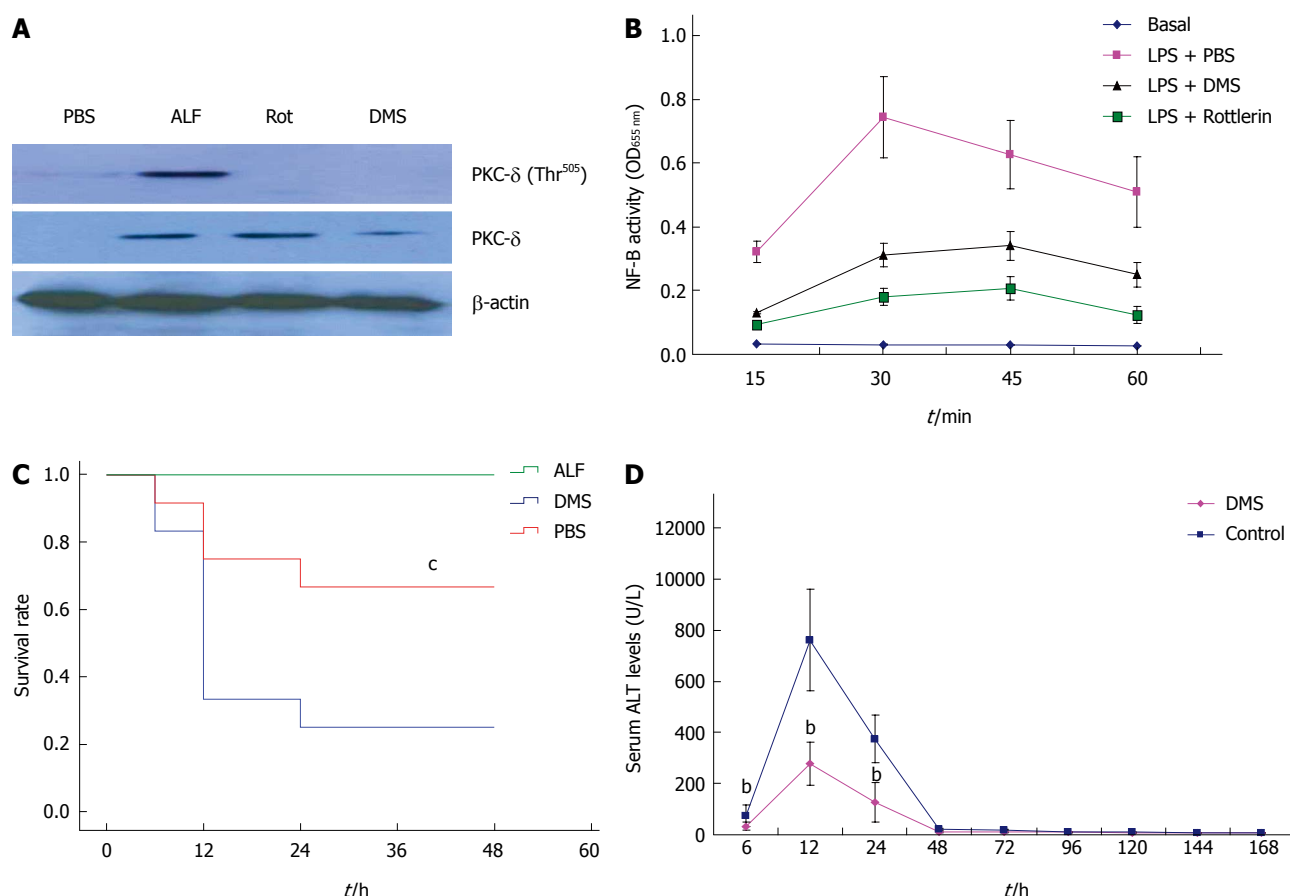 A
PBS ALF Rot DMS
PKC-δ (Thr505)
PKC-δ
β-actin
B
Basal
LPS + PBS
LPS + DMS
LPS + Rottlerin
NF-B activity (OD655 nm)
1.0
0.8
0.6
0.4
0.2
0.0
15 30 45 60
t/min
C
ALF
DMS
PBS
Survival rate
1.0
0.8
0.6
0.4
0.2
0.0
c
0 12 24 36 48 60
t/h
D
DMS
Control
Serum ALT levels (U/L)
12000
10000
800
600
400
200
0
b
b
b
6 12 24 48 72 96 120 144 168
t/h